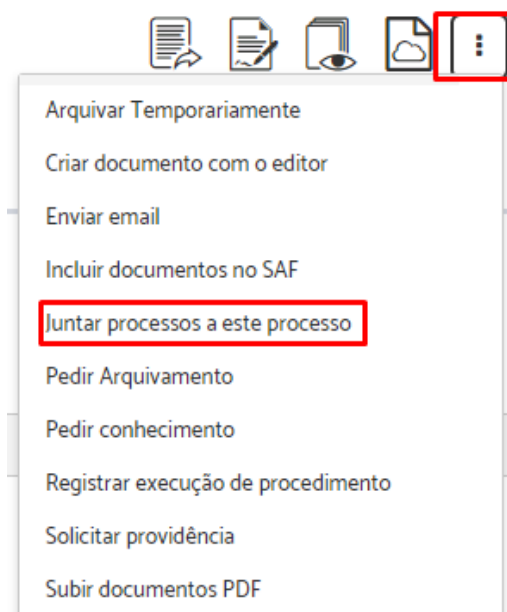 Arquivar Temporariamente
Criar documento com o editor
Enviar email
Incluir documentos no SAF
Juntar processos a este processo
Pedir Arquivamento
Pedir conhecimento
Registrar execução de procedimento
Solicitar providência
Subir documentos PDF